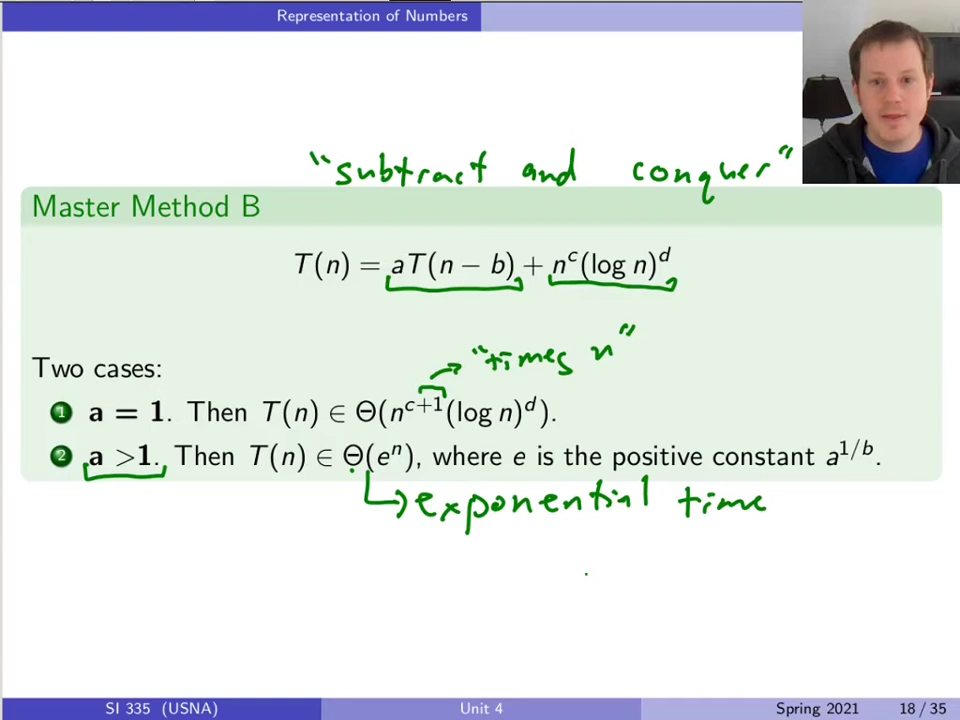 Representation of Numbers
"subtract and conquer"
Master Method B
T(n) = aT(n − b) + n^c(log n)^d
"times n"
Two cases:
1 a = 1. Then T(n) ∈ Θ(n^{c+1}(log n)^d).
2 a >1. Then T(n) ∈ Θ(e^n), where e is the positive constant a^{1/b}.
exponential time
SI 335 (USNA) Unit 4 Spring 2021 18 / 35